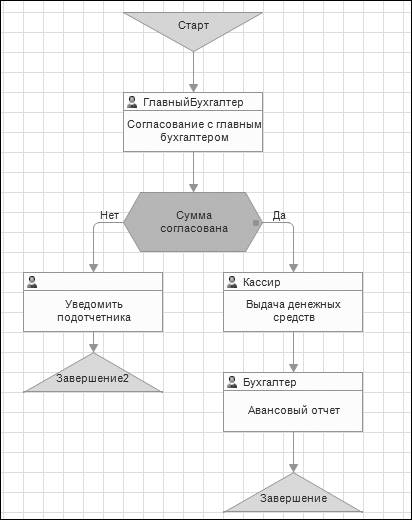 Старт
ГлавныйБухгалтер
Согласование с главным
бухгалтером
Сумма
согласована
Нет
Да
Уведомить
подотчетника
Завершение2
Кассир
Выдача денежных
средств
Бухгалтер
Авансовый отчет
Завершение